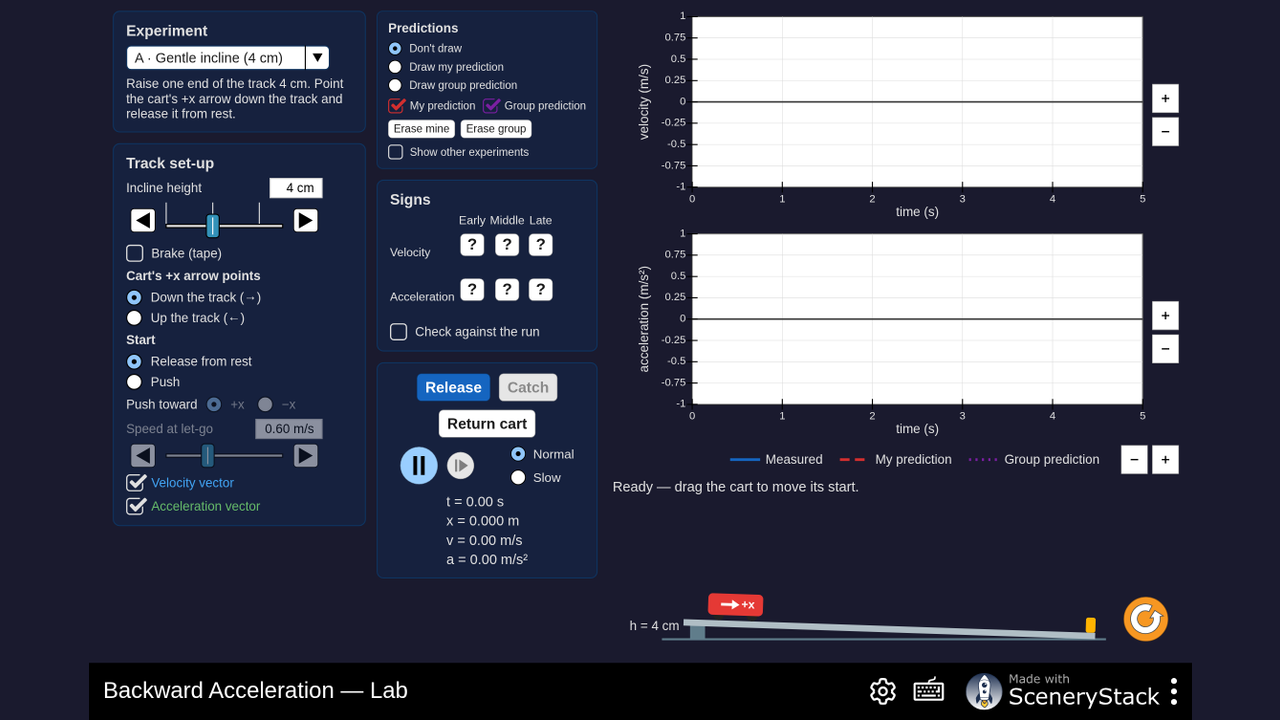 Experiment
A · Gentle incline (4 cm)
Raise one end of the track 4 cm. Point
the cart's +x arrow down the track and
release it from rest.
Track set-up
Incline height
4 cm
Brake (tape)
Cart's +x arrow points
Down the track (→)
Up the track (←)
Start
Release from rest
Push
Push toward +x −x
Speed at let-go 0.60 m/s
Velocity vector
Acceleration vector
Predictions
Don't draw
Draw my prediction
Draw group prediction
My prediction Group prediction
Erase mine Erase group
Show other experiments
Signs
Early Middle Late
Velocity ? ? ?
Acceleration ? ? ?
Check against the run
Release Catch
Return cart
Normal
Slow
t = 0.00 s
x = 0.000 m
v = 0.00 m/s
a = 0.00 m/s²
velocity (m/s)
1
0.75
0.5
0.25
0
-0.25
-0.5
-0.75
-1
0 1 2 3 4 5
time (s)
+
−
acceleration (m/s²)
1
0.75
0.5
0.25
0
-0.25
-0.5
-0.75
-1
0 1 2 3 4 5
time (s)
+
−
Measured My prediction Group prediction − +
Ready — drag the cart to move its start.
+x
h = 4 cm
Backward Acceleration — Lab
Made with
SceneryStack